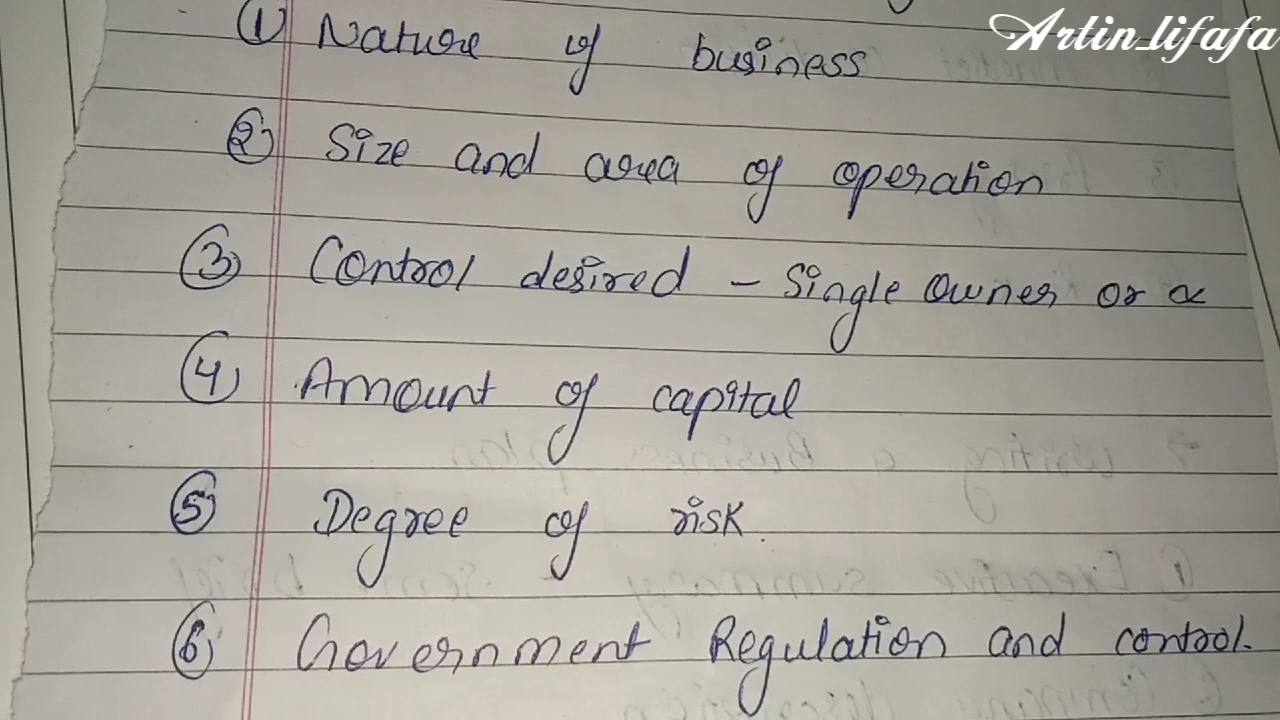 Artin_lifafa
① Nature of business
② Size and area of operation
③ Control desired - Single owner or
④ Amount of capital
⑤ Degree of risk.
⑥ Government Regulation and control.